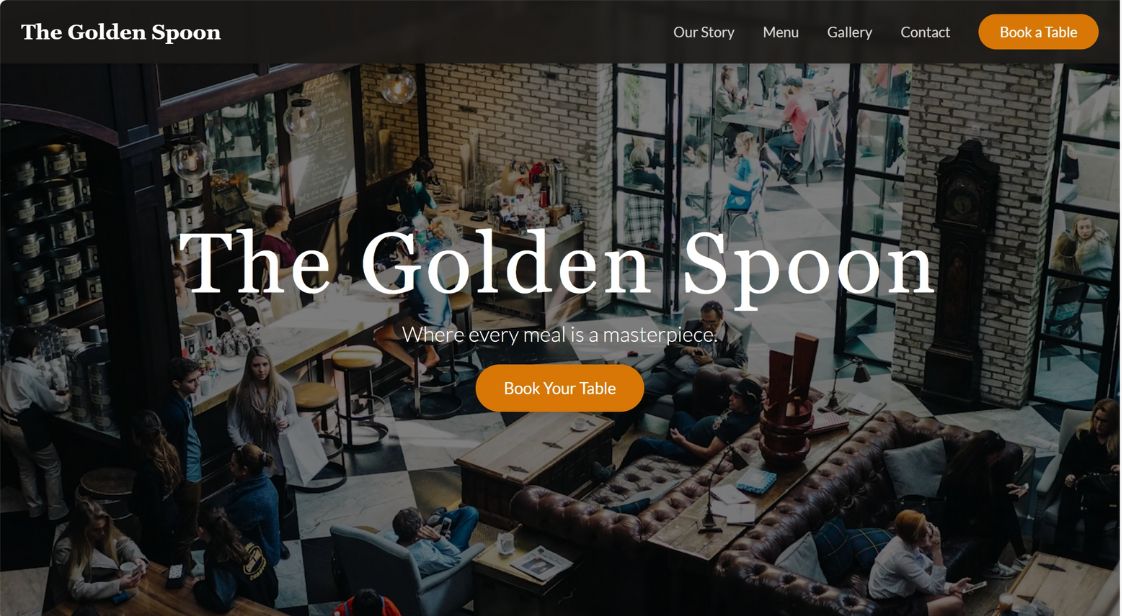 The Golden Spoon
Our Story
Menu
Gallery
Contact
Book a Table
The Golden Spoon
Where every meal is a masterpiece.
Book Your Table